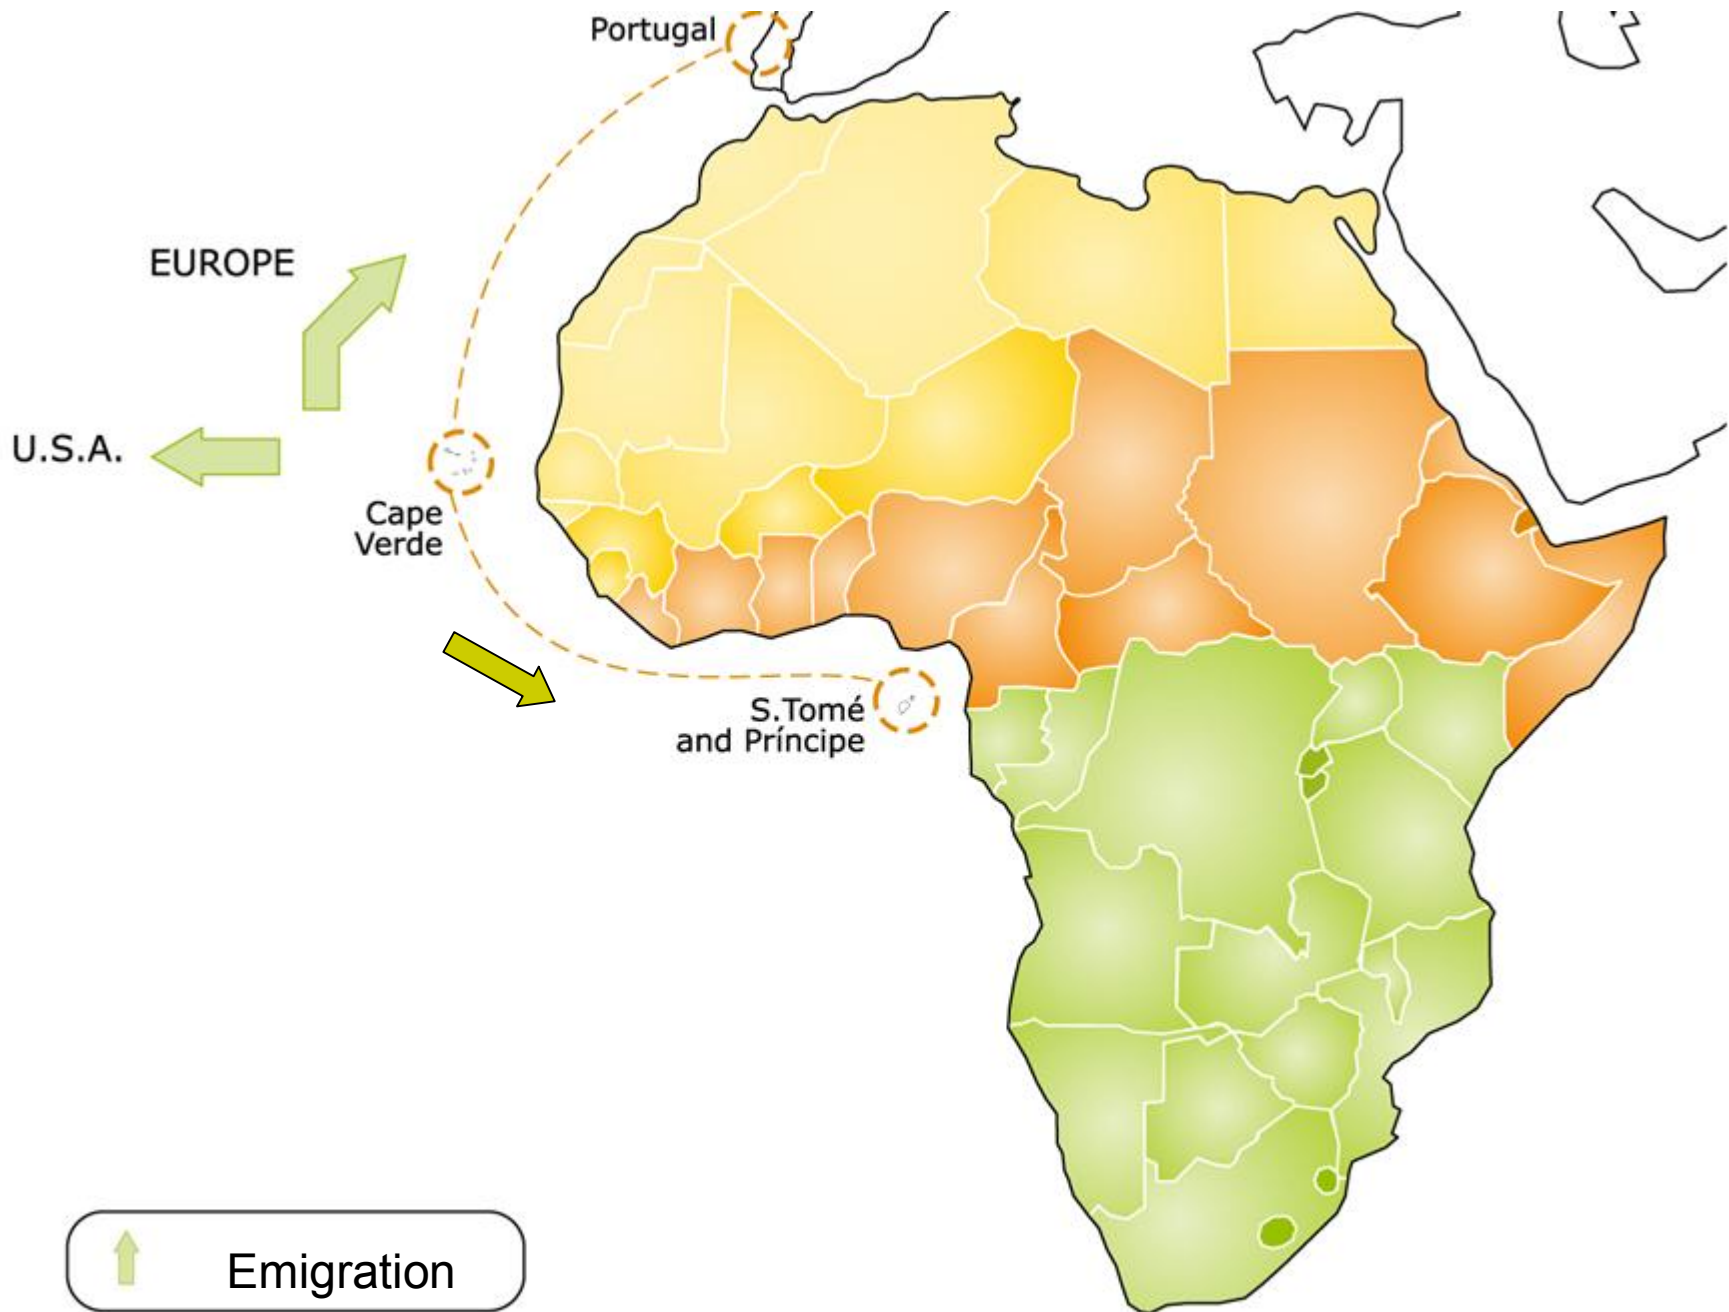 Portugal
EUROPE
U.S.A.
Cape
Verde
S.Tomé
and Príncipe
Emigration